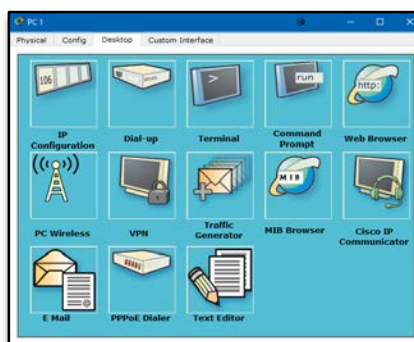 PC 1
Physical Config Desktop Custom Interface
106
run
http:
IP
Configuration
Dial-up
Terminal
Command
Prompt
Web Browser
MIB
PC Wireless
VPN
Traffic
Generator
MIB Browser
Cisco IP
Communicator
E Mail
PPPoE Dialer
Text Editor